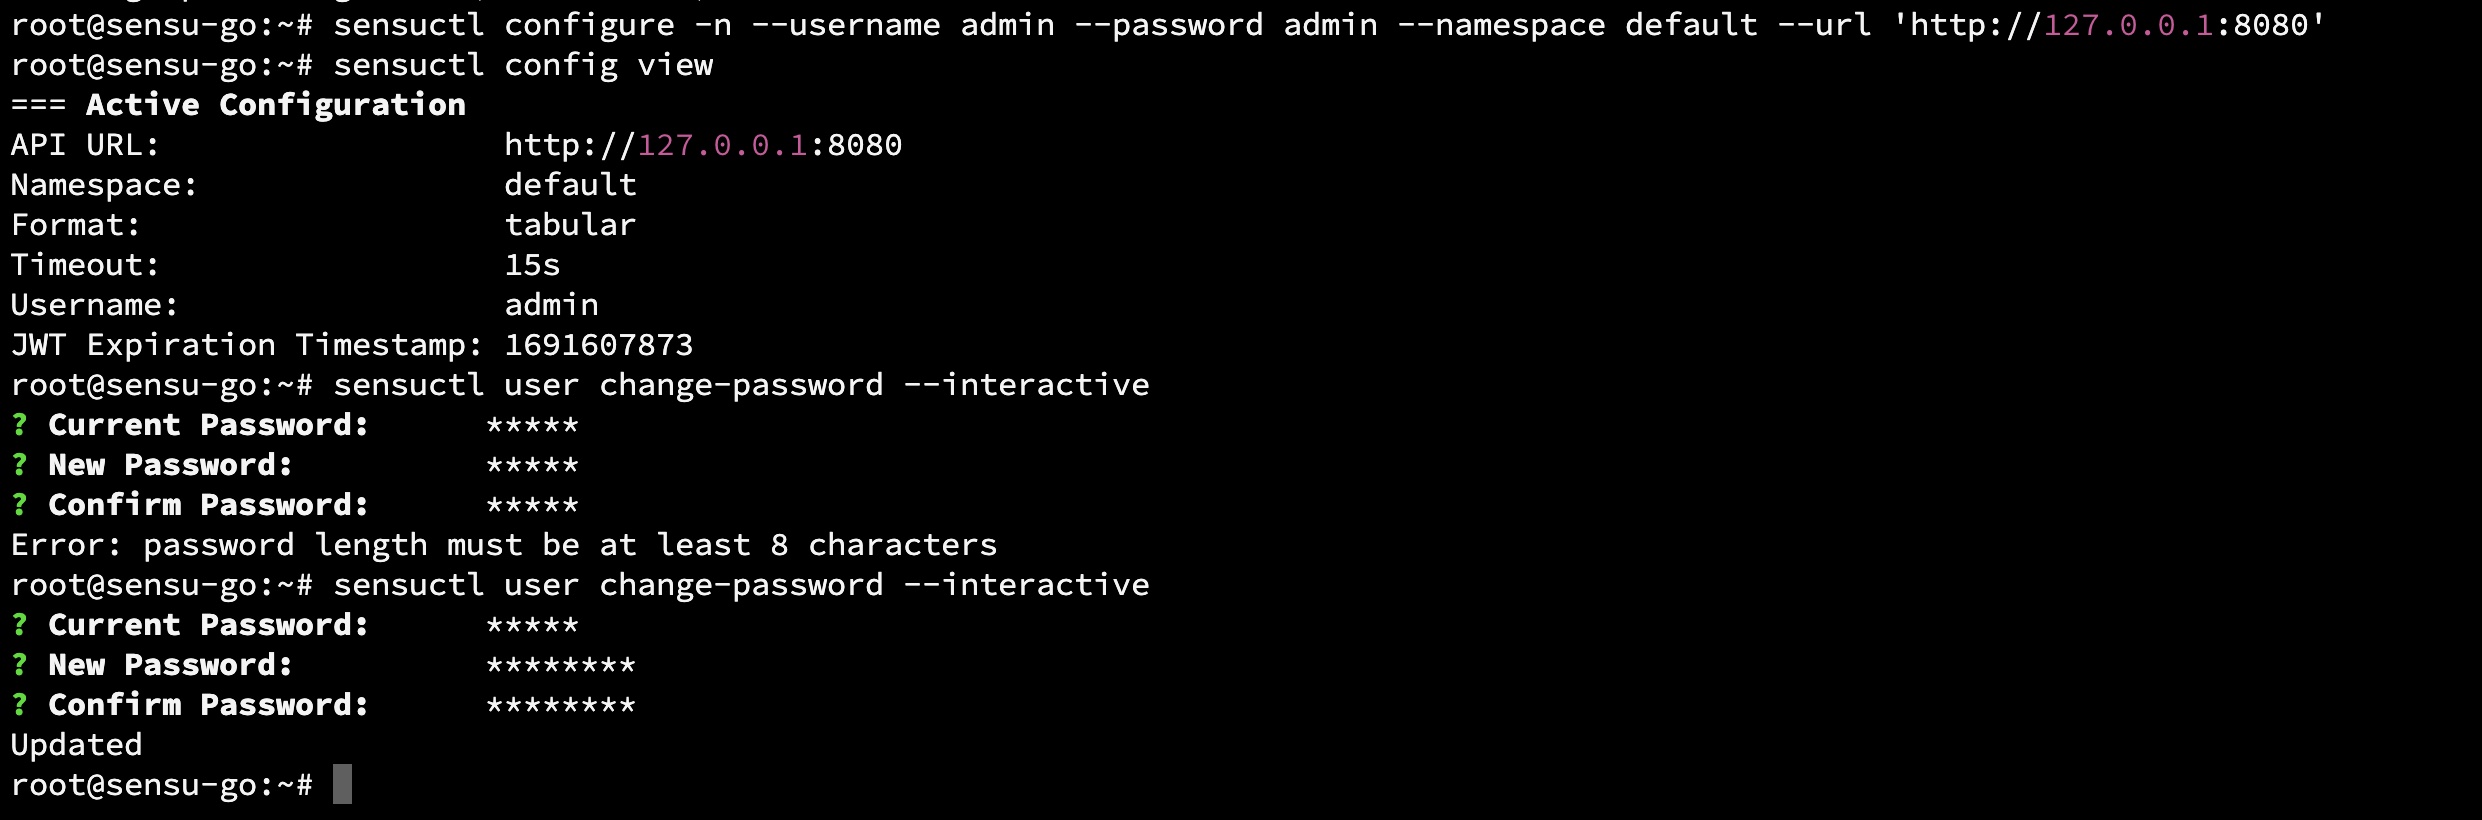 root@sensu-go:~# sensuctl configure -n --username admin --password admin --namespace default --url 'http://127.0.0.1:8080'
root@sensu-go:~# sensuctl config view
=== Active Configuration
API URL:                  http://127.0.0.1:8080
Namespace:                default
Format:                   tabular
Timeout:                  15s
Username:                 admin
JWT Expiration Timestamp: 1691607873
root@sensu-go:~# sensuctl user change-password --interactive
? Current Password:      *****
? New Password:          *****
? Confirm Password:      *****
Error: password length must be at least 8 characters
root@sensu-go:~# sensuctl user change-password --interactive
? Current Password:      *****
? New Password:          ********
? Confirm Password:      ********
Updated
root@sensu-go:~#